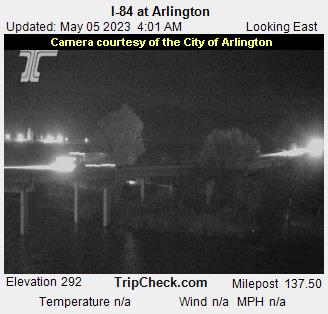 I-84 at Arlington
Updated: May 05 2023 4:01 AM Looking East
Camera courtesy of the City of Arlington
Elevation 292 TripCheck.com Milepost 137.50
Temperature n/a Wind n/a MPH n/a